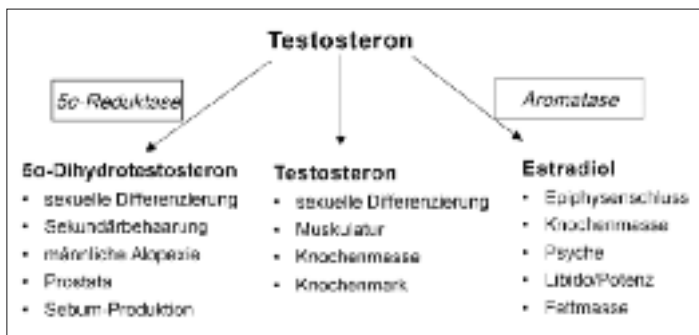 Testosteron
5α-Reduktase
Aromatase
5α-Dihydrotestosteron
• sexuelle Differenzierung
• Sekundärbehaarung
• männliche Alopezie
• Prostata
• Sebum-Produktion
Testosteron
• sexuelle Differenzierung
• Muskulatur
• Knochenmasse
• Knochenmark
Estradiol
• Epiphysenschluss
• Knochenmasse
• Psyche
• Libido/Potenz
• Fettmasse